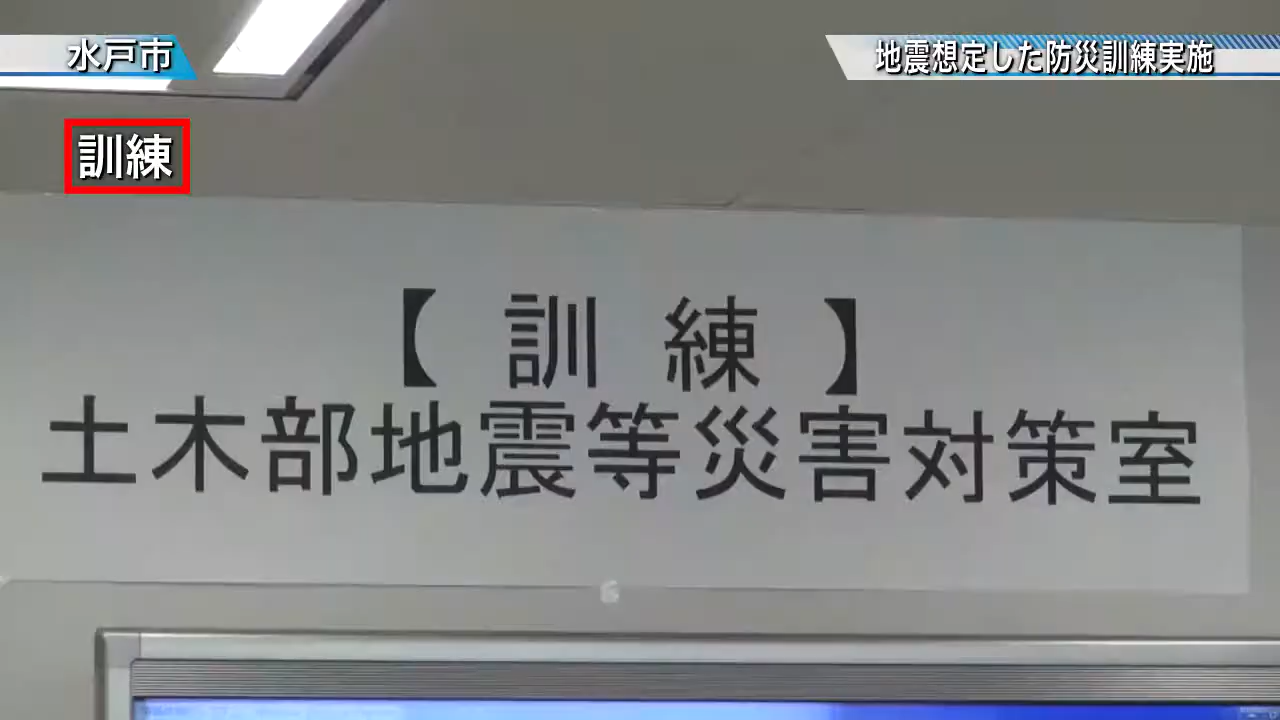 水戸市
地震想定した防災訓練実施
訓練
【訓練】
土木部地震等災害対策室